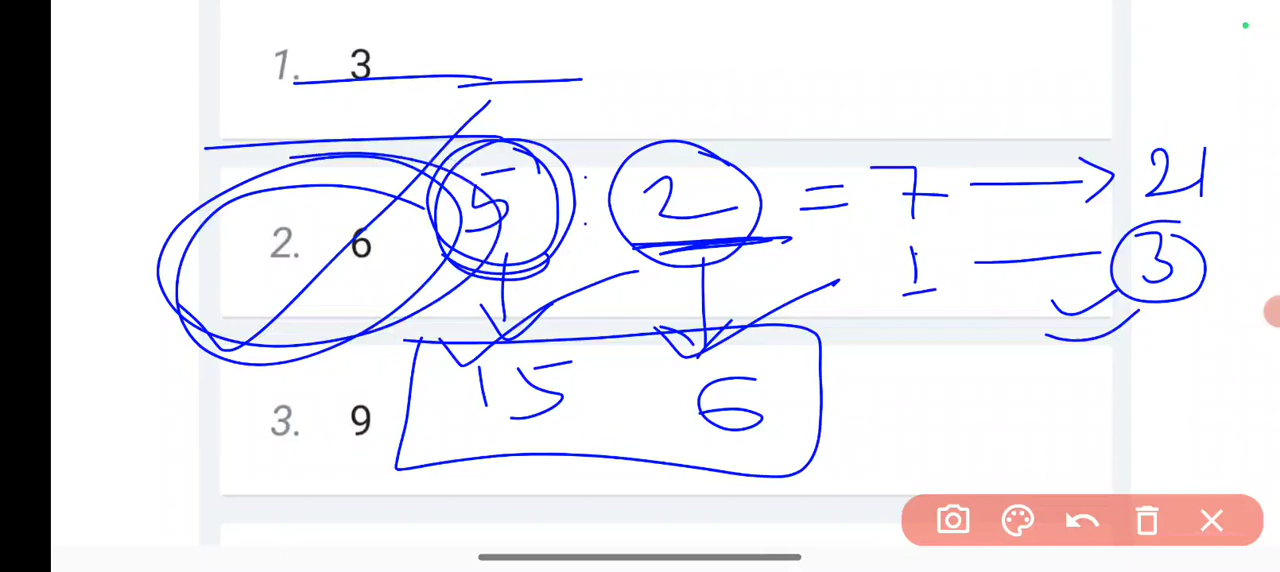 1. 3
2. 6 5 : 2 = 7 → 21
1 — 3
3. 9 15 6